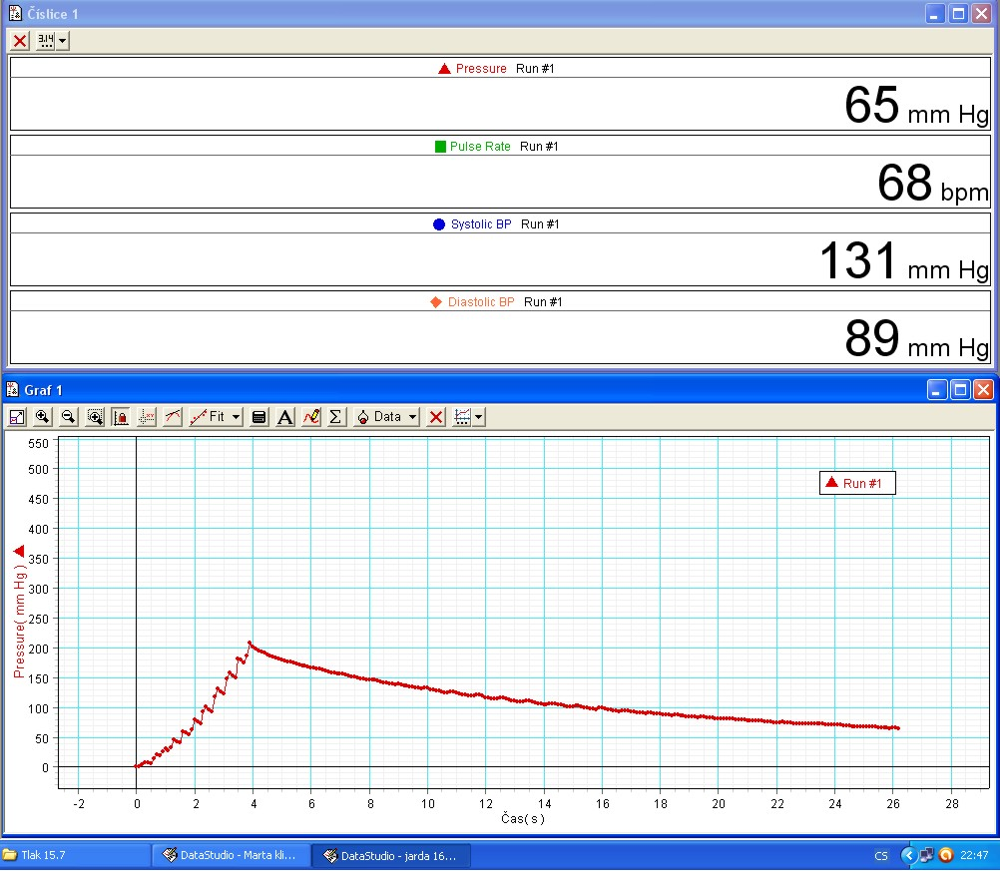 Číslice 1
3.14
Pressure Run #1
65 mm Hg
Pulse Rate Run #1
68 bpm
Systolic BP Run #1
131 mm Hg
Diastolic BP Run #1
89 mm Hg
Graf 1
Fit A Σ Data
550
500
450
400
350
300
250
200
150
100
50
0
Pressure( mm Hg )
Run #1
-2 0 2 4 6 8 10 12 14 16 18 20 22 24 26 28
Čas( s )
Tlak 15.7 DataStudio - Marta kli... DataStudio - jarda 16... CS 22:47